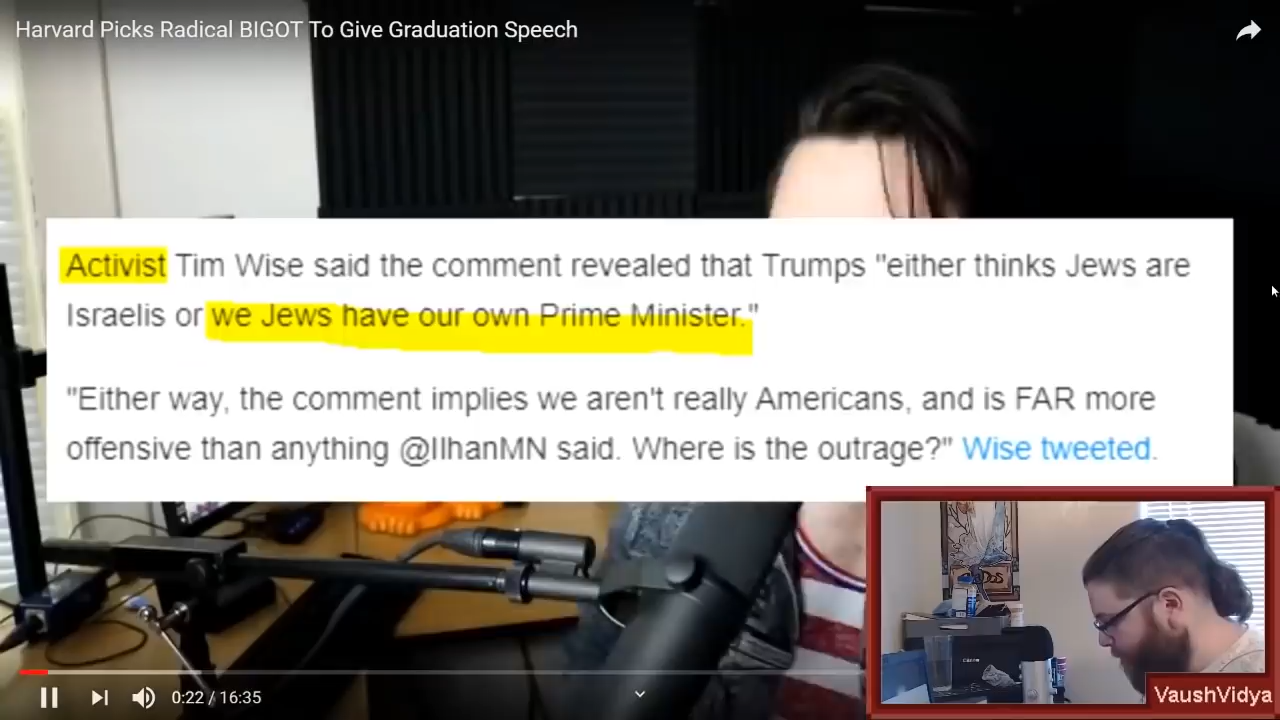 Harvard Picks Radical BIGOT To Give Graduation Speech
Activist Tim Wise said the comment revealed that Trumps "either thinks Jews are
Israelis or we Jews have our own Prime Minister."
"Either way, the comment implies we aren't really Americans, and is FAR more
offensive than anything @IlhanMN said. Where is the outrage?" Wise tweeted.
0:22 / 16:35
VaushVidya